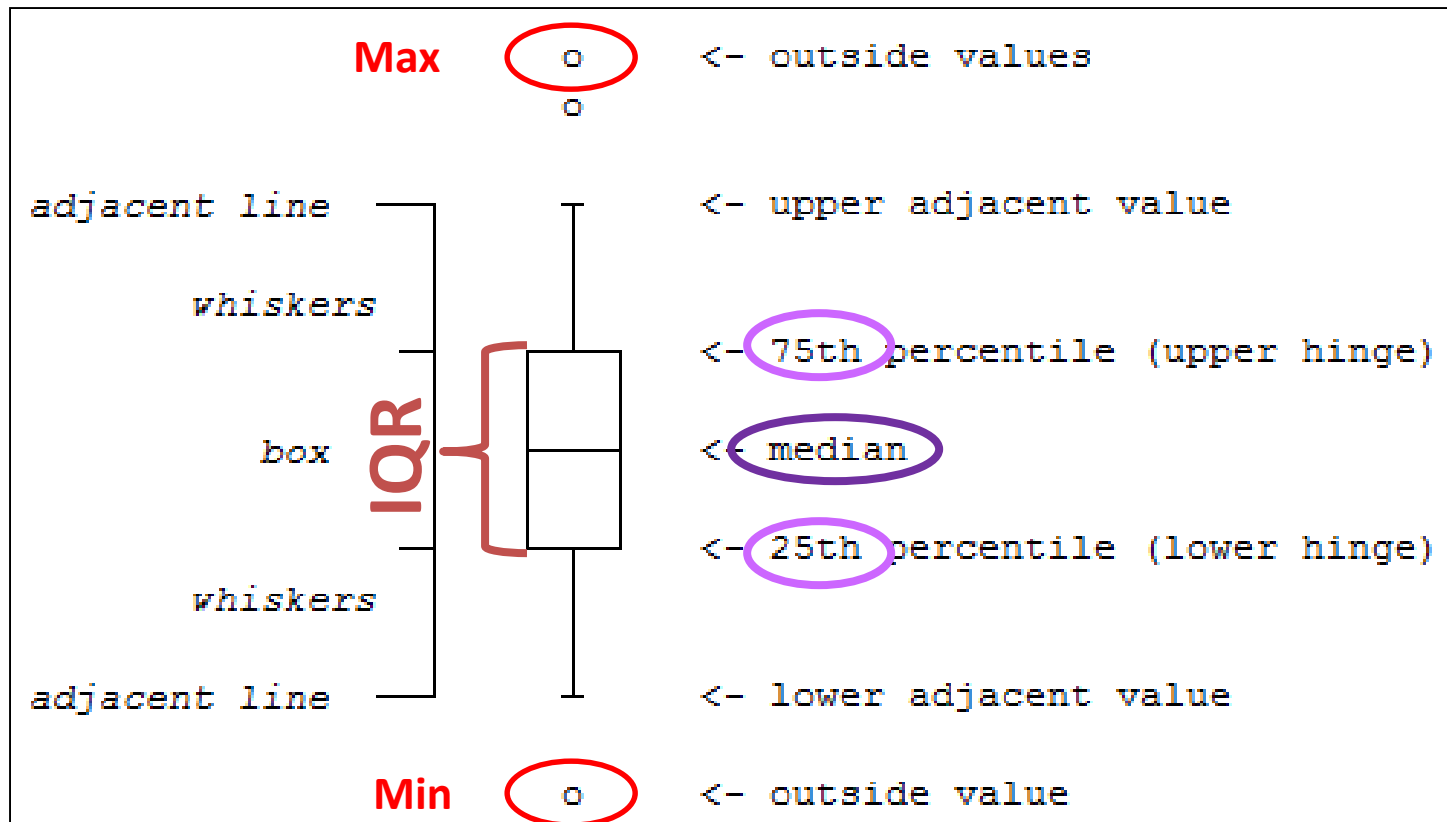 Max o <- outside values
o
adjacent line <- upper adjacent value
whiskers
<- 75th percentile (upper hinge)
IQR
box <- median
<- 25th percentile (lower hinge)
whiskers
adjacent line <- lower adjacent value
Min o <- outside value